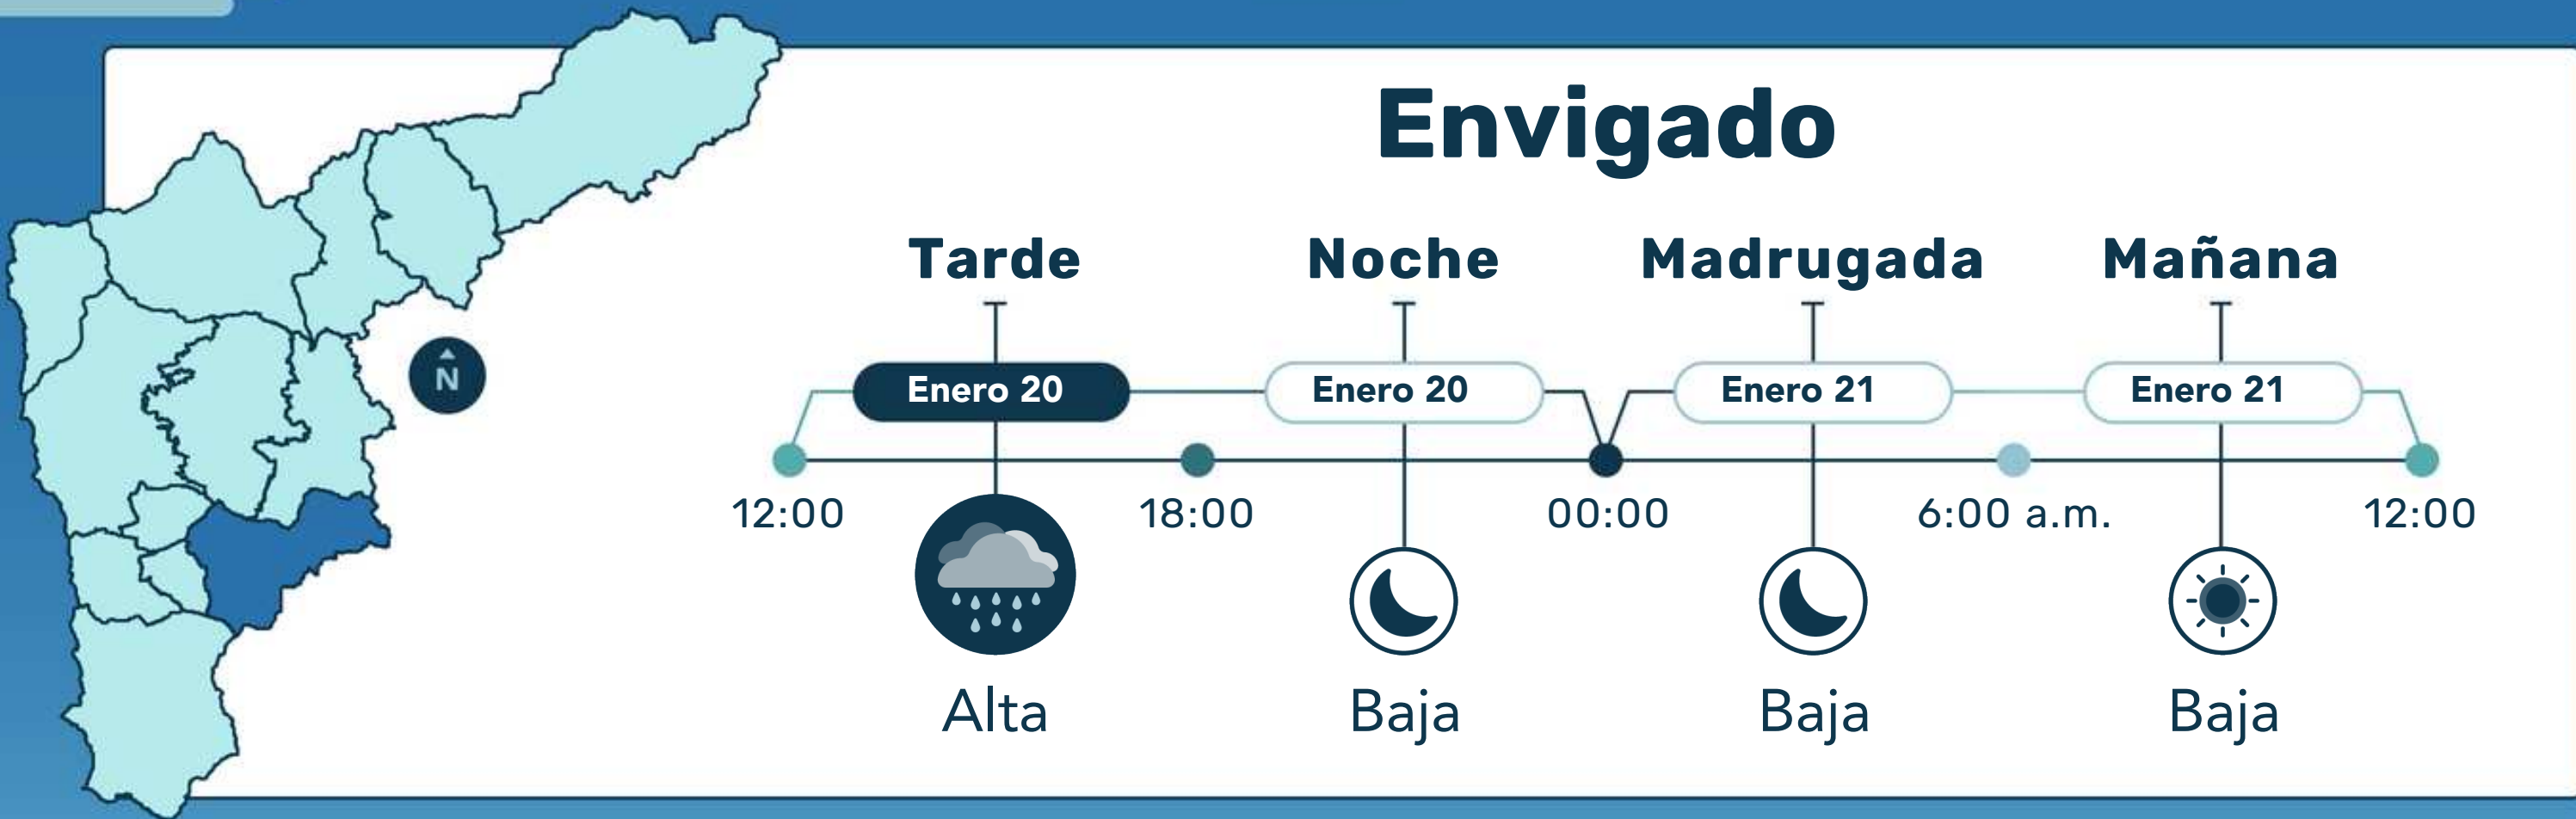 Envigado
Tarde Noche Madrugada Mañana
N
Enero 20 Enero 20 Enero 21 Enero 21
12:00 18:00 00:00 6:00 a.m. 12:00
Alta Baja Baja Baja